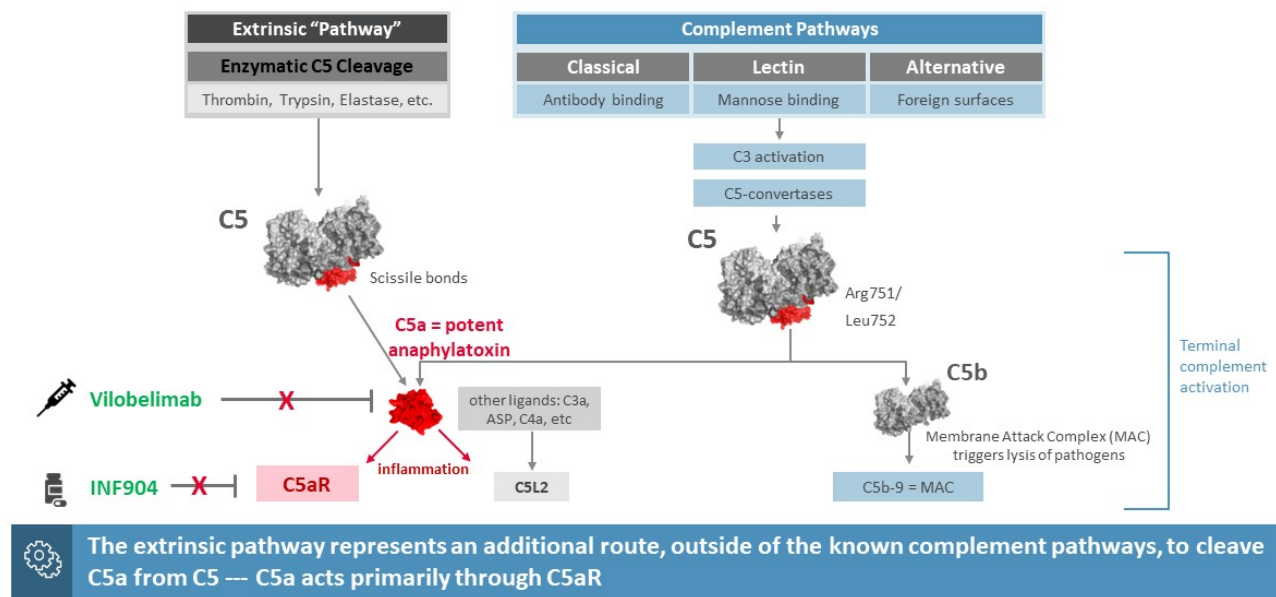 Extrinsic “Pathway”
Enzymatic C5 Cleavage
Thrombin, Trypsin, Elastase, etc.
Complement Pathways
Classical
Lectin
Alternative
Antibody binding
Mannose binding
Foreign surfaces
C3 activation
C5-convertases
C5
Scissile bonds
C5
Arg751/
Leu752
C5a = potent
anaphylatoxin
Terminal
complement
activation
Vilobelimab
X
other ligands: C3a,
ASP, C4a, etc
C5b
Membrane Attack Complex (MAC)
triggers lysis of pathogens
inflammation
INF904
X
C5aR
C5L2
C5b-9 = MAC
The extrinsic pathway represents an additional route, outside of the known complement pathways, to cleave
C5a from C5 --- C5a acts primarily through C5aR